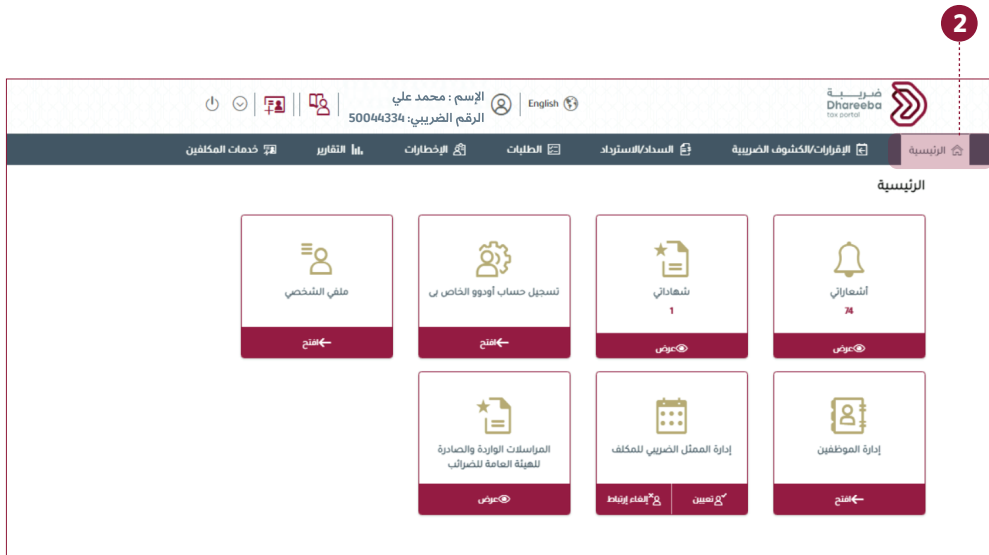 2
ضريبة
Dhareeba
tax portal
English
الإسم : محمد علي
الرقم الضريبي: 50044334
الرئيسية
الإقرارات/الكشوف الضريبية
السداد/الاسترداد
الطلبات
الإخطارات
التقارير
خدمات المكلفين
الرئيسية
أشعاراتي
74
عرض
شهاداتي
1
عرض
تسجيل حساب أودوو الخاص بى
افتح
ملفي الشخصي
افتح
إدارة الموظفين
افتح
إدارة الممثل الضريبي للمكلف
تعيين
إلغاء إرتباط
المراسلات الواردة والصادرة
للهيئة العامة للضرائب
عرض